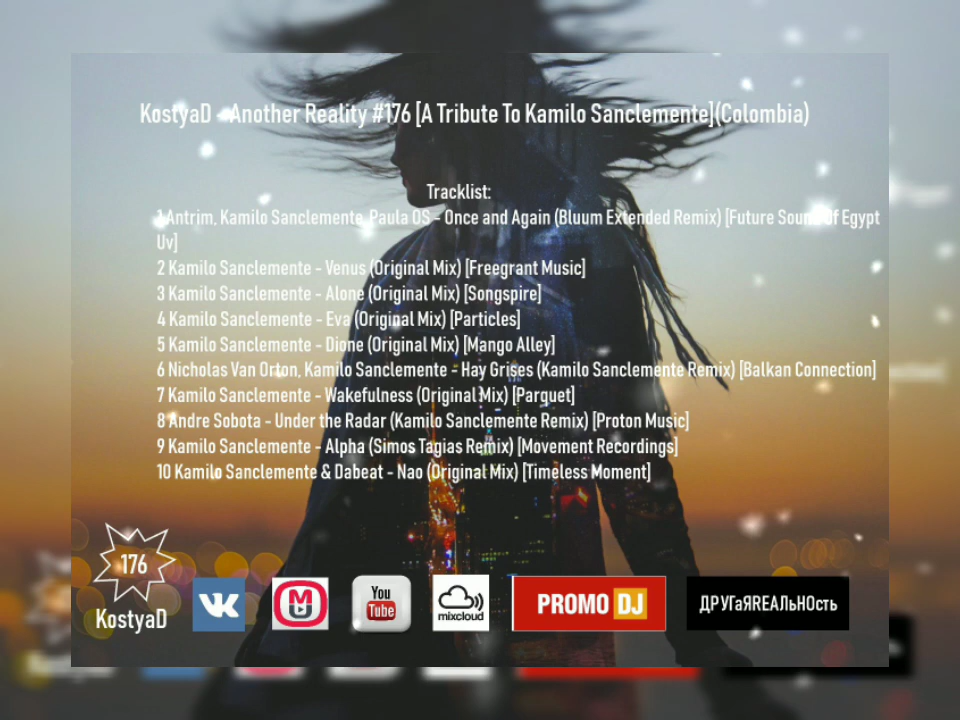 KostyaD - Another Reality #176 [A Tribute To Kamilo Sanclemente](Colombia)
Tracklist:
1 Antrim, Kamilo Sanclemente, Paula OS - Once and Again (Bluum Extended Remix) [Future Sound of Egypt
Uv]
2 Kamilo Sanclemente - Venus (Original Mix) [Freegrant Music]
3 Kamilo Sanclemente - Alone (Original Mix) [Songspire]
4 Kamilo Sanclemente - Eva (Original Mix) [Particles]
5 Kamilo Sanclemente - Dione (Original Mix) [Mango Alley]
6 Nicholas Van Orton, Kamilo Sanclemente - Hay Grises (Kamilo Sanclemente Remix) [Balkan Connection]
7 Kamilo Sanclemente - Wakefulness (Original Mix) [Parquet]
8 Andre Sobota - Under the Radar (Kamilo Sanclemente Remix) [Proton Music]
9 Kamilo Sanclemente - Alpha (Simos Tagias Remix) [Movement Recordings]
10 Kamilo Sanclemente & Dabeat - Nao (Original Mix) [Timeless Moment]
176
KostyaD
You
Tube
mixcloud
PROMO DJ
ДРУГаЯREAЛьНОсть